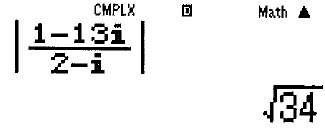 CMPLX D Math ▲
|1-13i|
|2-i|
√34